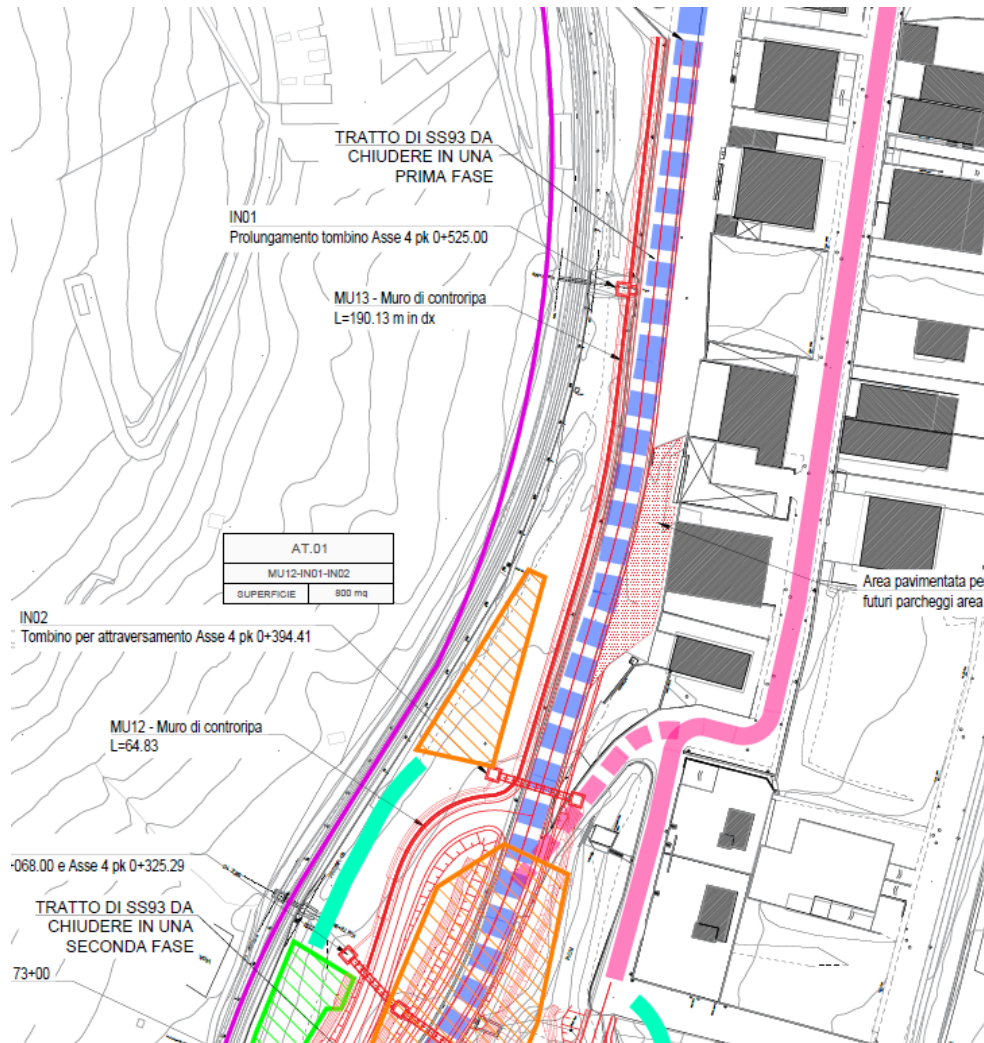 TRATTO DI SS93 DA
CHIUDERE IN UNA
PRIMA FASE
IN01
Prolungamento tombino Asse 4 pk 0+525.00
MU13 - Muro di controripa
L=190.13 m in dx
AT.01
MU12-IN01-IN02
SUPERFICIE 800 mq
Area pavimentata pe
futuri parcheggi area
IN02
Tombino per attraversamento Asse 4 pk 0+394.41
MU12 - Muro di controripa
L=64.83
-068.00 e Asse 4 pk 0+325.29
TRATTO DI SS93 DA
CHIUDERE IN UNA
SECONDA FASE
73+00